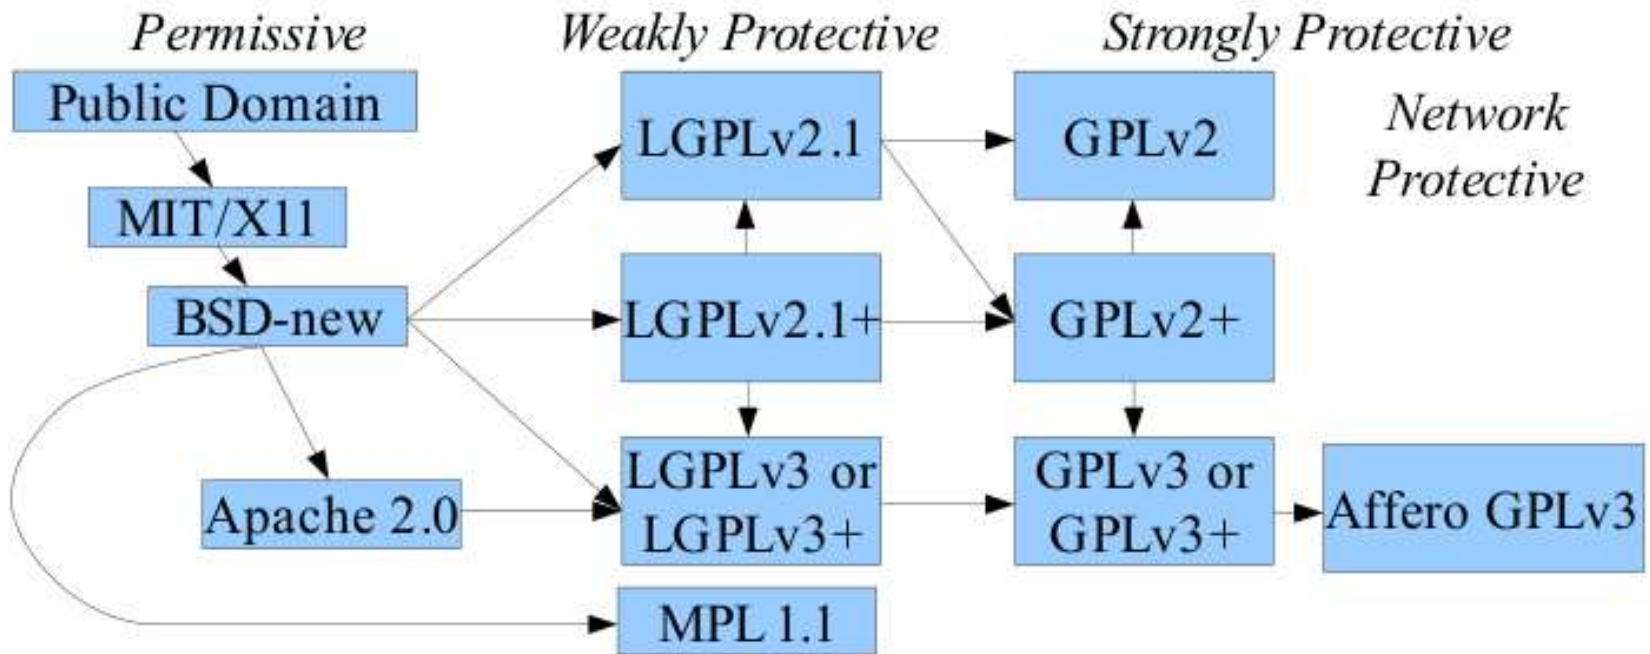 Permissive
Weakly Protective
Strongly Protective
Public Domain
LGPLv2.1
GPLv2
Network
Protective
MIT/X11
BSD-new
LGPLv2.1+
GPLv2+
Apache 2.0
LGPLv3 or
LGPLv3+
GPLv3 or
GPLv3+
Affero GPLv3
MPL 1.1